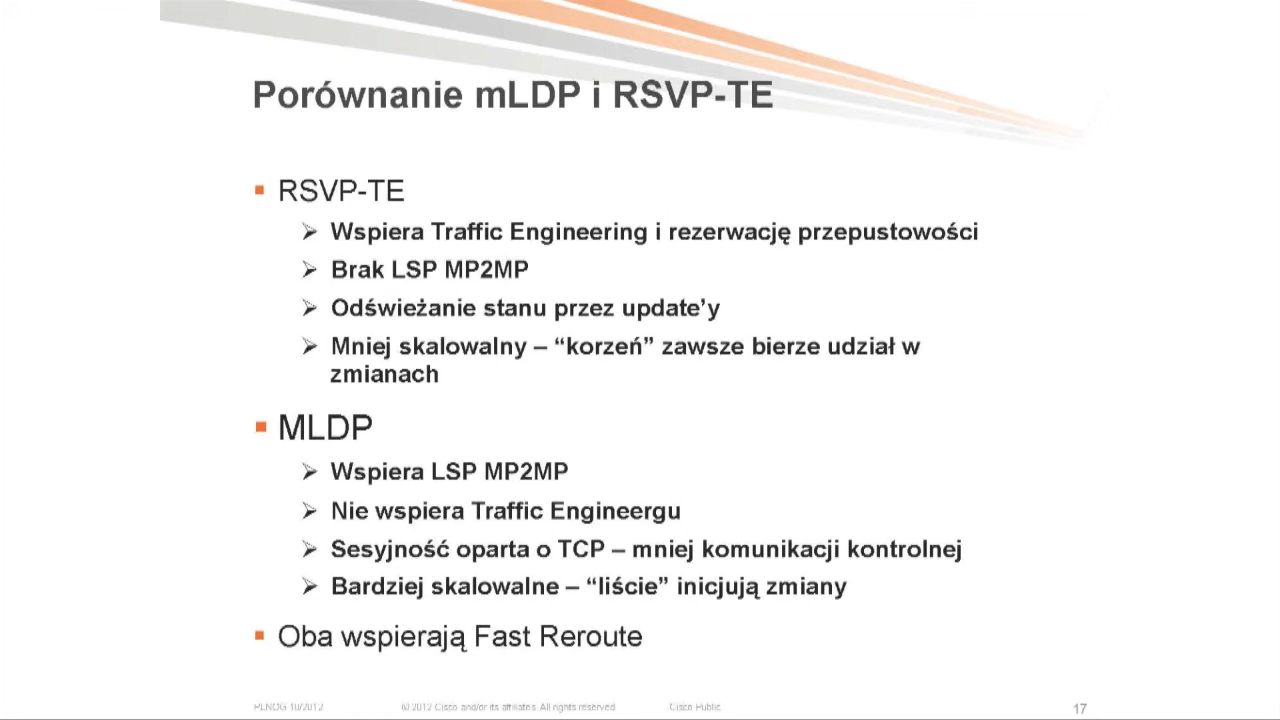 Porównanie mLDP i RSVP-TE
RSVP-TE
Wspiera Traffic Engineering i rezerwację przepustowości
Brak LSP MP2MP
Odświeżanie stanu przez update’y
Mniej skalowalny – “korzeń” zawsze bierze udział w
zmianach
MLDP
Wspiera LSP MP2MP
Nie wspiera Traffic Engineergu
Sesyjność oparta o TCP – mniej komunikacji kontrolnej
Bardziej skalowalne – “liście” inicjują zmiany
Oba wspierają Fast Reroute
PLNOG 10/2012 © 2012 Cisco and/or its affiliates. All rights reserved. Cisco Public 17